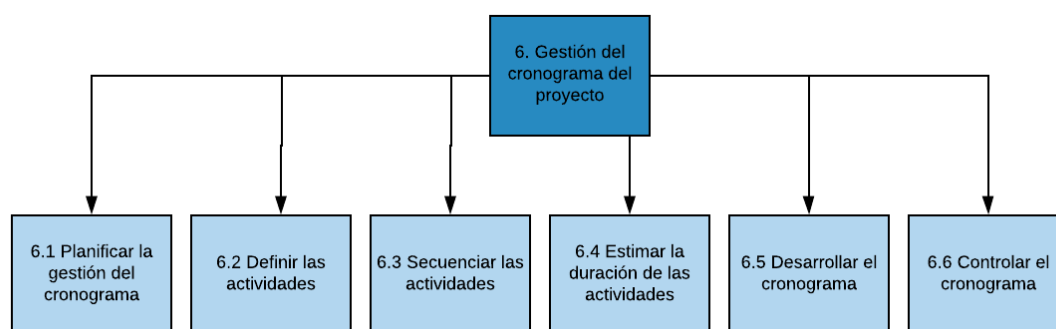 6. Gestión del
cronograma del
proyecto
6.1 Planificar la
gestión del
cronograma
6.2 Definir las
actividades
6.3 Secuenciar las
actividades
6.4 Estimar la
duración de las
actividades
6.5 Desarrollar el
cronograma
6.6 Controlar el
cronograma